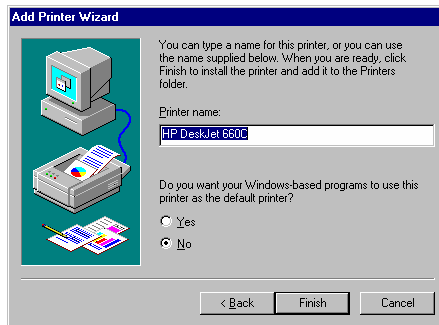 Add Printer Wizard
You can type a name for this printer, or you can use
the name supplied below. When you are ready, click
Finish to install the printer and add it to the Printers
folder.
Printer name:
HP DeskJet 660C
Do you want your Windows-based programs to use this
printer as the default printer?
Yes
No
< Back Finish Cancel